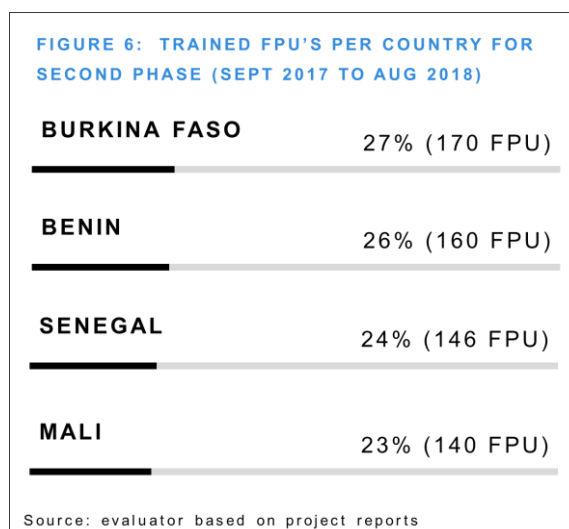 FIGURE 6: TRAINED FPU'S PER COUNTRY FOR
SECOND PHASE (SEPT 2017 TO AUG 2018)
BURKINA FASO
27% (170 FPU)
BENIN
26% (160 FPU)
SENEGAL
24% (146 FPU)
MALI
23% (140 FPU)
Source: evaluator based on project reports